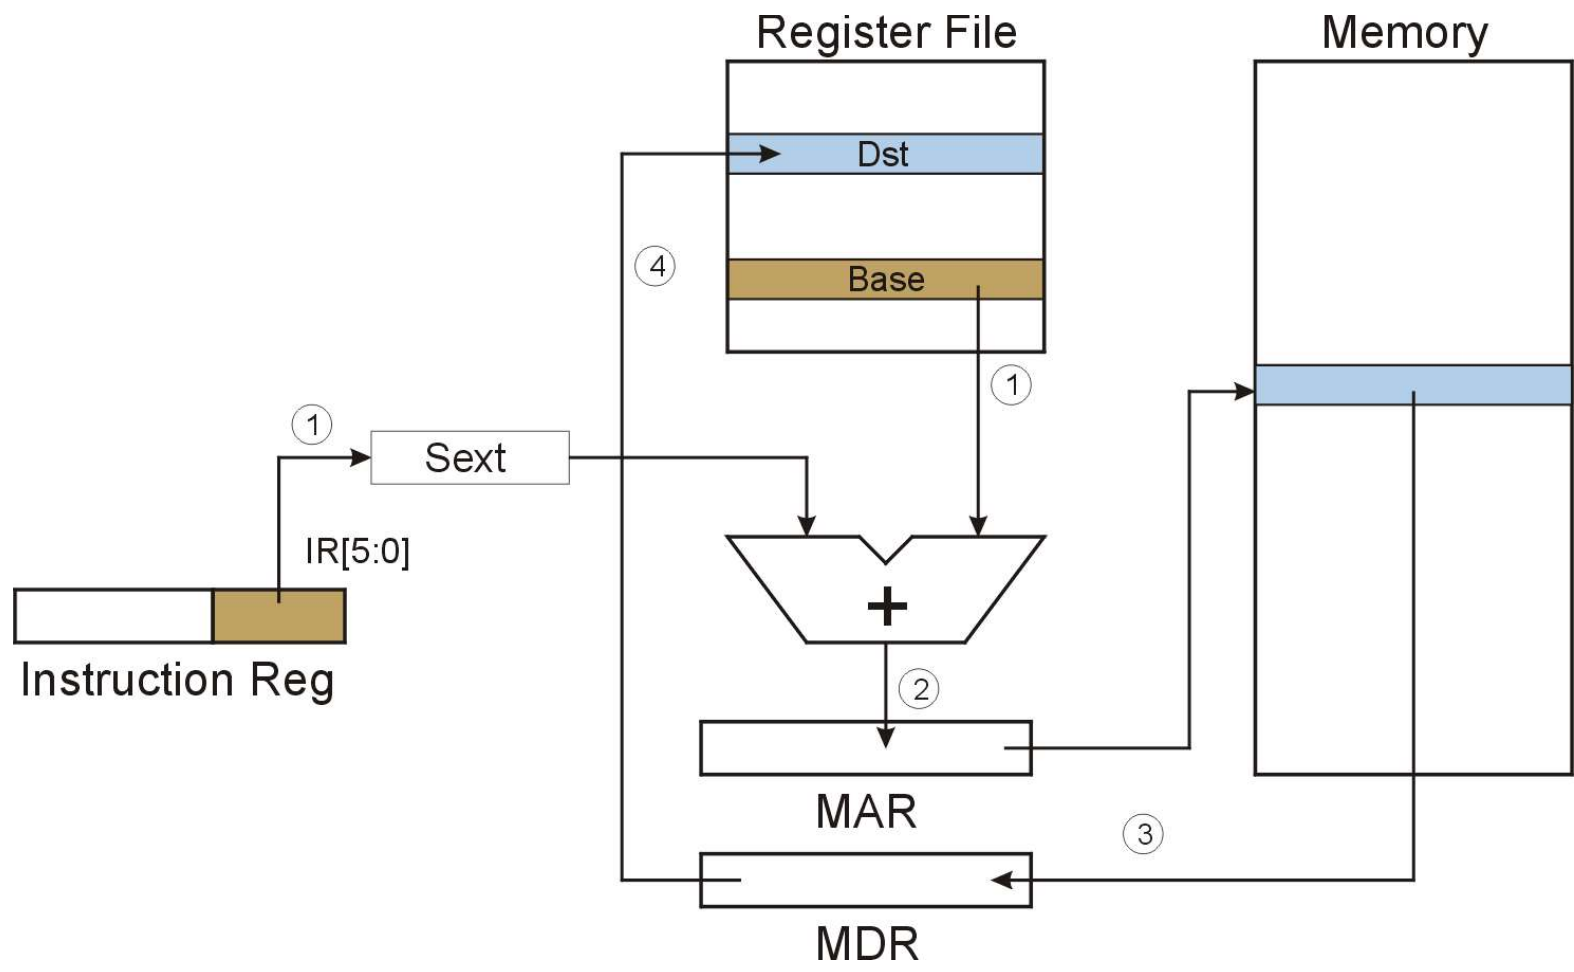 Register File
Memory
Dst
4
Base
1
1
Sext
IR[5:0]
+
Instruction Reg
2
MAR
3
MDR